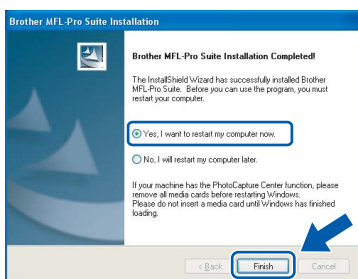 Brother MFL-Pro Suite Installation
Brother MFL-Pro Suite Installation Completed!
The InstallShield Wizard has successfully installed Brother
MFL-Pro Suite. Before you can use the program, you must
restart your computer.
Yes, I want to restart my computer now.
No, I will restart my computer later.
If your machine has the PhotoCapture Center function, please
remove all media cards before restarting Windows.
Please do not insert a media card until Windows has finished
loading.
< Back Finish Cancel